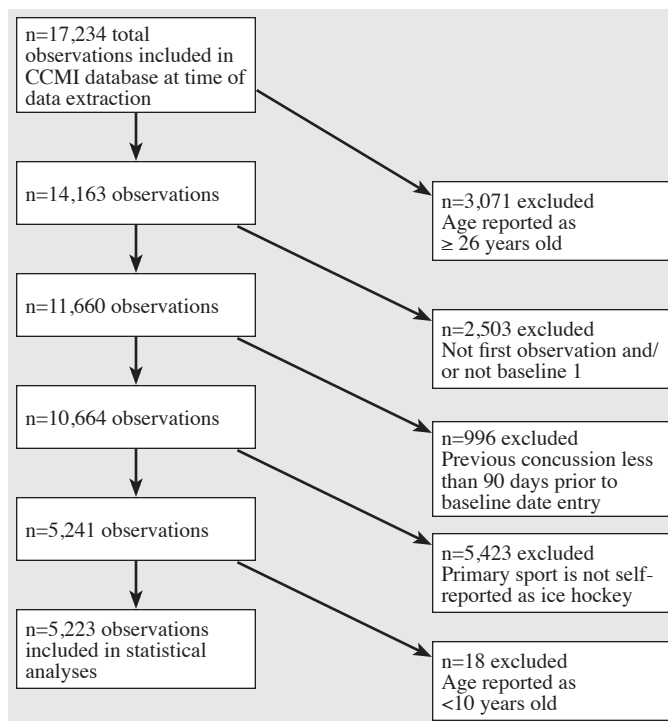 n=17,234 total
observations included in
CCMI database at time of
data extraction
n=14,163 observations
n=3,071 excluded
Age reported as
≥ 26 years old
n=11,660 observations
n=2,503 excluded
Not first observation and/
or not baseline 1
n=10,664 observations
n=996 excluded
Previous concussion less
than 90 days prior to
baseline date entry
n=5,241 observations
n=5,423 excluded
Primary sport is not self-
reported as ice hockey
n=5,223 observations
included in statistical
analyses
n=18 excluded
Age reported as
<10 years old